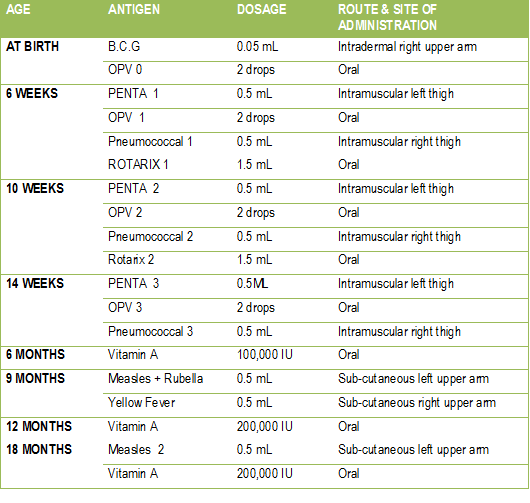 AGE ANTIGEN DOSAGE ROUTE & SITE OF ADMINISTRATION
AT BIRTH B.C.G 0.05 mL Intradermal right upper arm
OPV 0 2 drops Oral
6 WEEKS PENTA 1 0.5 mL Intramuscular left thigh
OPV 1 2 drops Oral
Pneumococcal 1 0.5 mL Intramuscular right thigh
ROTARIX 1 1.5 mL Oral
10 WEEKS PENTA 2 0.5 mL Intramuscular left thigh
OPV 2 2 drops Oral
Pneumococcal 2 0.5 mL Intramuscular right thigh
Rotarix 2 1.5 mL Oral
14 WEEKS PENTA 3 0.5ML Intramuscular left thigh
OPV 3 2 drops Oral
Pneumococcal 3 0.5 mL Intramuscular right thigh
6 MONTHS Vitamin A 100,000 IU Oral
9 MONTHS Measles + Rubella 0.5 mL Sub-cutaneous left upper arm
Yellow Fever 0.5 mL Sub-cutaneous right upper arm
12 MONTHS Vitamin A 200,000 IU Oral
18 MONTHS Measles 2 0.5 mL Sub-cutaneous left upper arm
Vitamin A 200,000 IU Oral